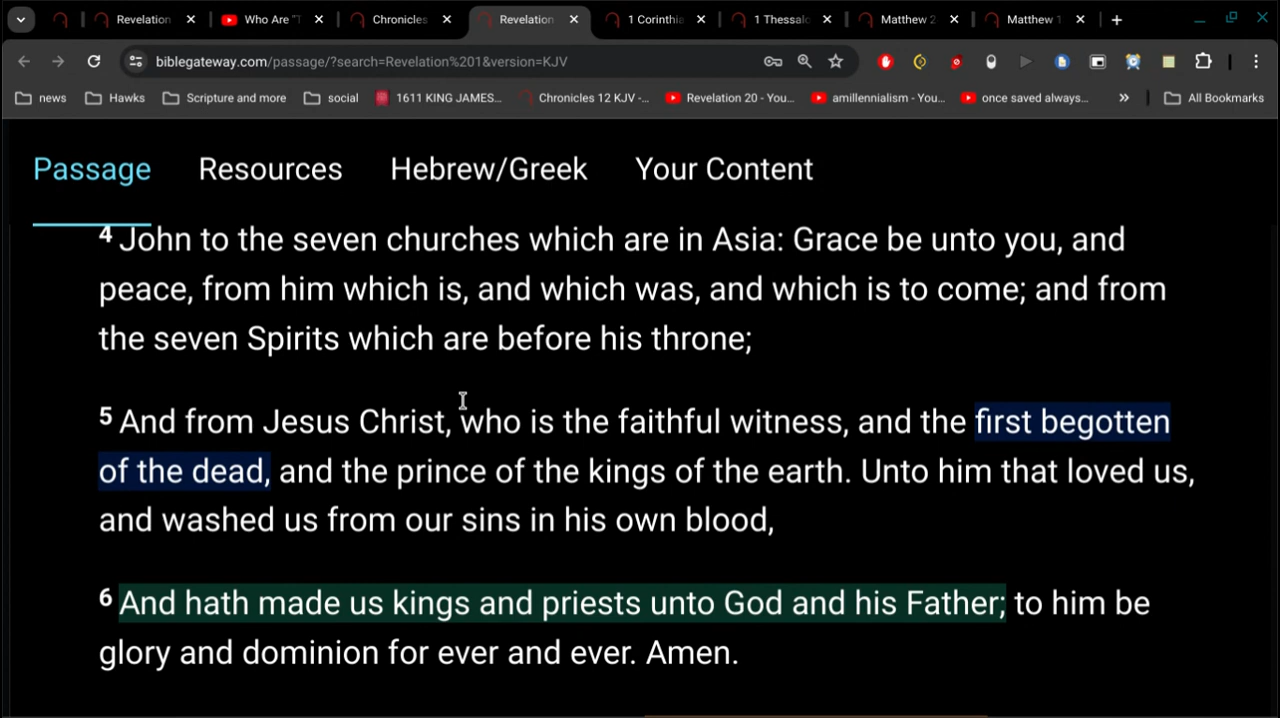 Revelation
Who Are "T
Chronicles
Revelation
1 Corinthia
1 Thessalo
Matthew 2
Matthew 1
biblegateway.com/passage/?search=Revelation%201&version=KJV
news
Hawks
Scripture and more
social
1611 KING JAMES...
Chronicles 12 KJV -...
Revelation 20 - You...
amillennialism - You...
once saved always...
All Bookmarks
Passage Resources Hebrew/Greek Your Content
4 John to the seven churches which are in Asia: Grace be unto you, and
peace, from him which is, and which was, and which is to come; and from
the seven Spirits which are before his throne;
5 And from Jesus Christ, who is the faithful witness, and the first begotten
of the dead, and the prince of the kings of the earth. Unto him that loved us,
and washed us from our sins in his own blood,
6 And hath made us kings and priests unto God and his Father; to him be
glory and dominion for ever and ever. Amen.